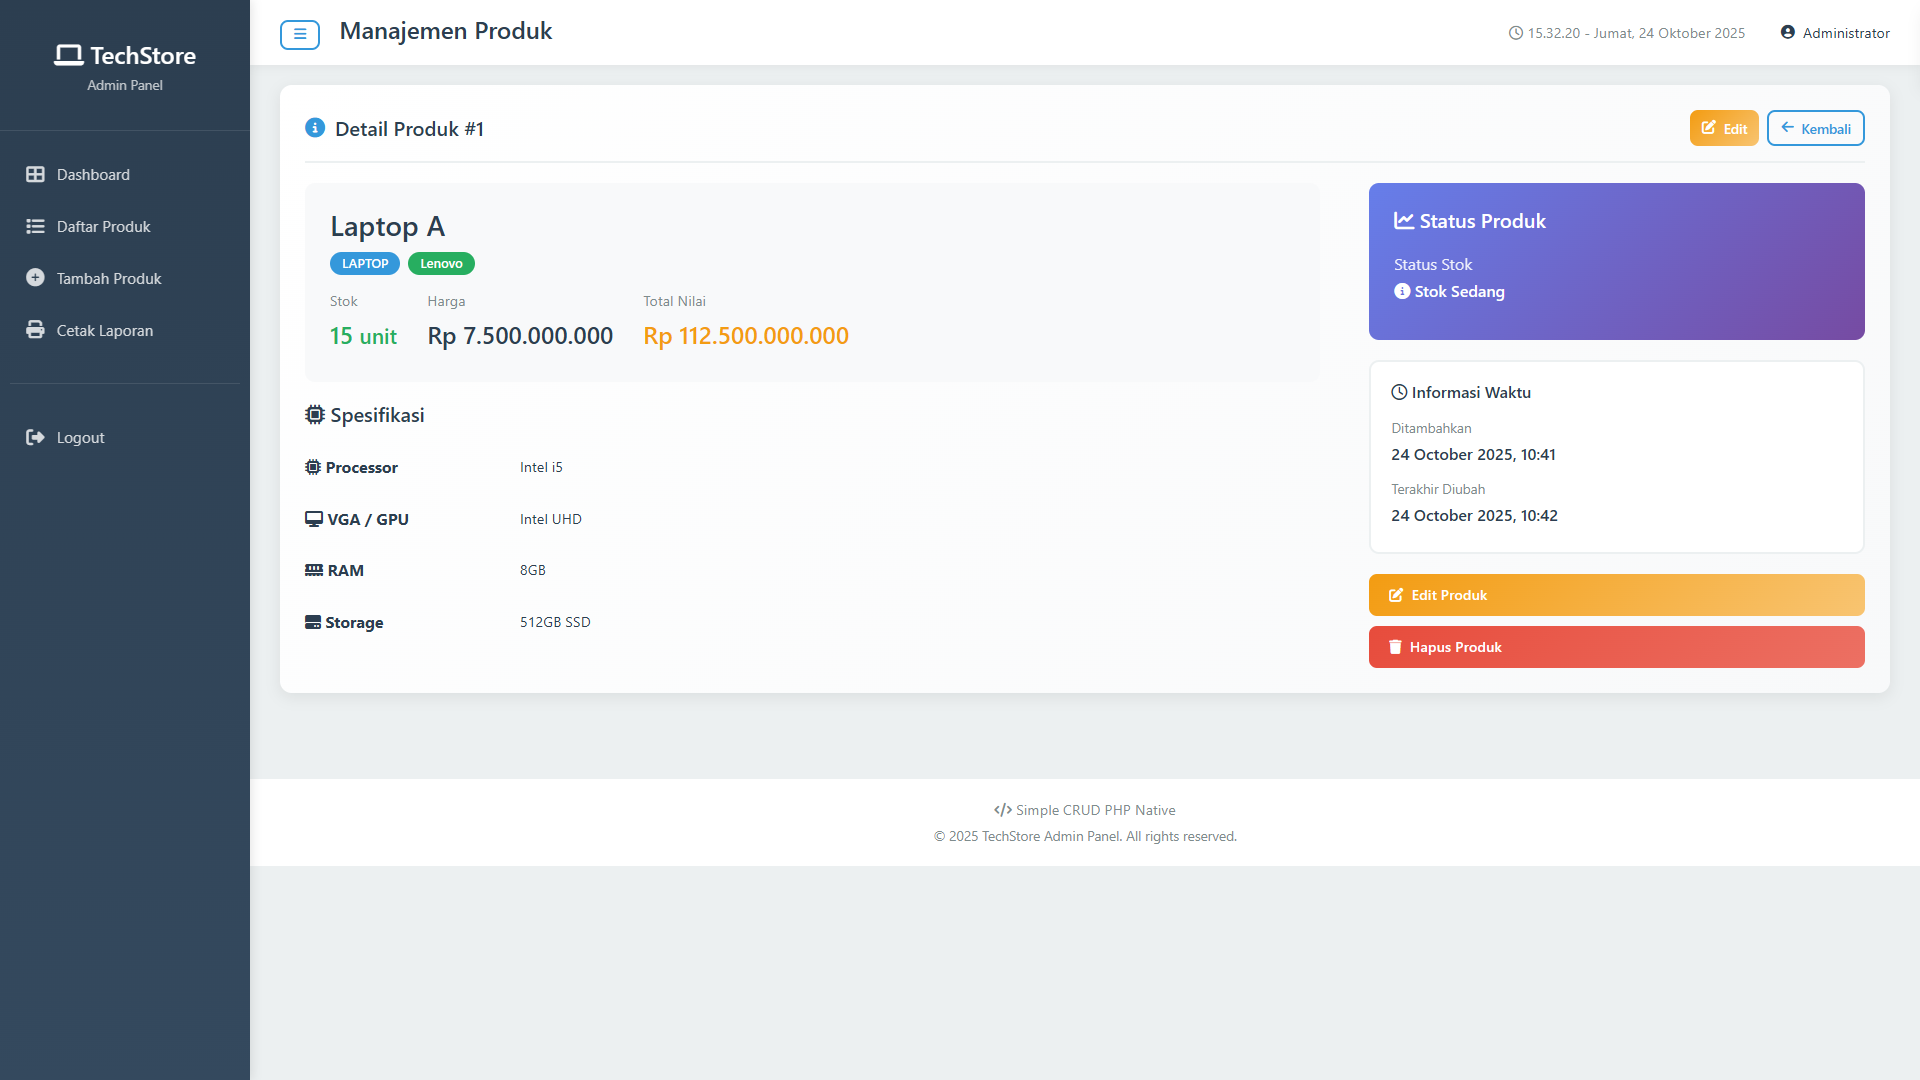 TechStore
Admin Panel
Dashboard
Daftar Produk
Tambah Produk
Cetak Laporan
Logout
Manajemen Produk
15.32.20 - Jumat, 24 Oktober 2025
Administrator
Detail Produk #1
Edit
Kembali
Laptop A
LAPTOP Lenovo
Stok Harga Total Nilai
15 unit Rp 7.500.000.000 Rp 112.500.000.000
Spesifikasi
Processor Intel i5
VGA / GPU Intel UHD
RAM 8GB
Storage 512GB SSD
Status Produk
Status Stok
Stok Sedang
Informasi Waktu
Ditambahkan
24 October 2025, 10:41
Terakhir Diubah
24 October 2025, 10:42
Edit Produk
Hapus Produk
Simple CRUD PHP Native
© 2025 TechStore Admin Panel. All rights reserved.